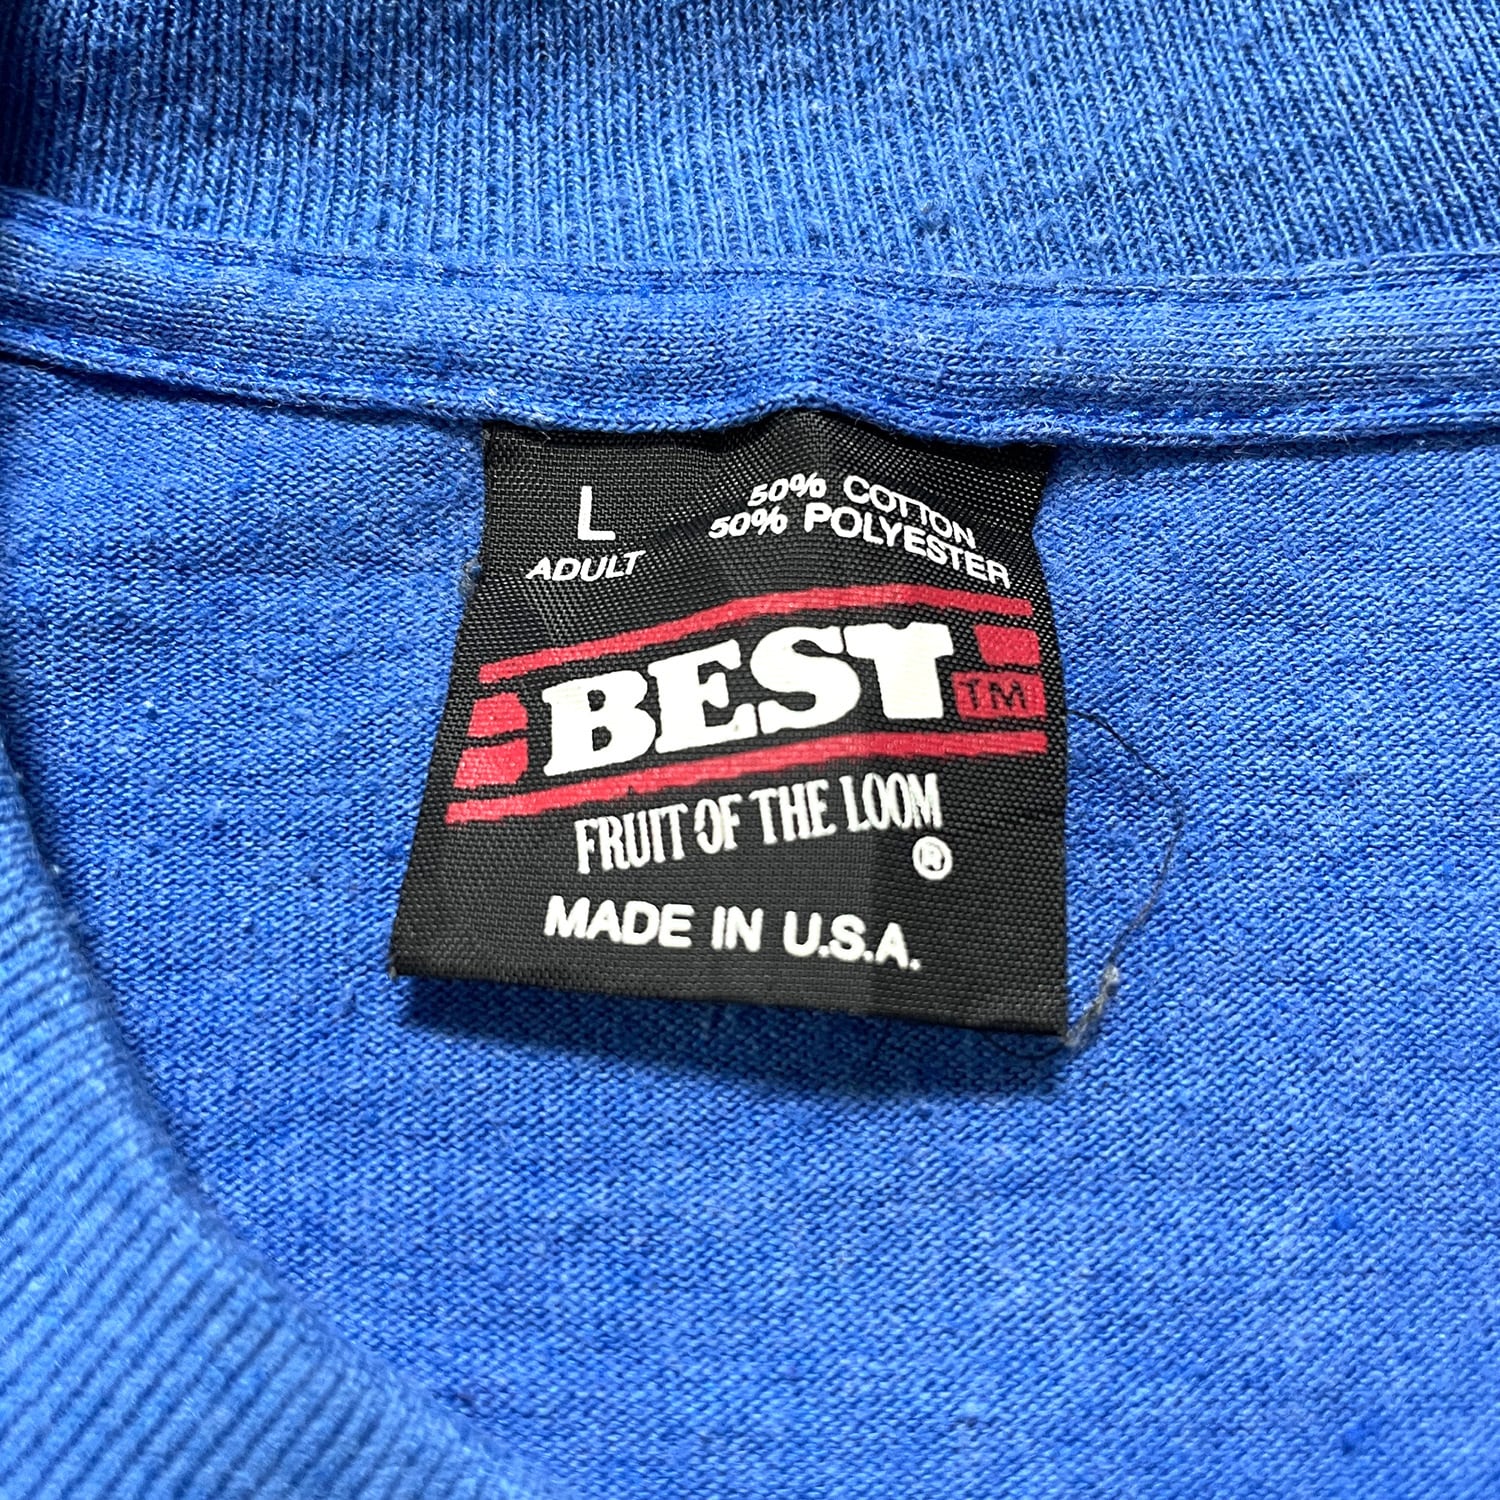 L
ADULT
50% COTTON
50% POLYESTER
BEST TM
FRUIT OF THE LOOM
®
MADE IN U.S.A.